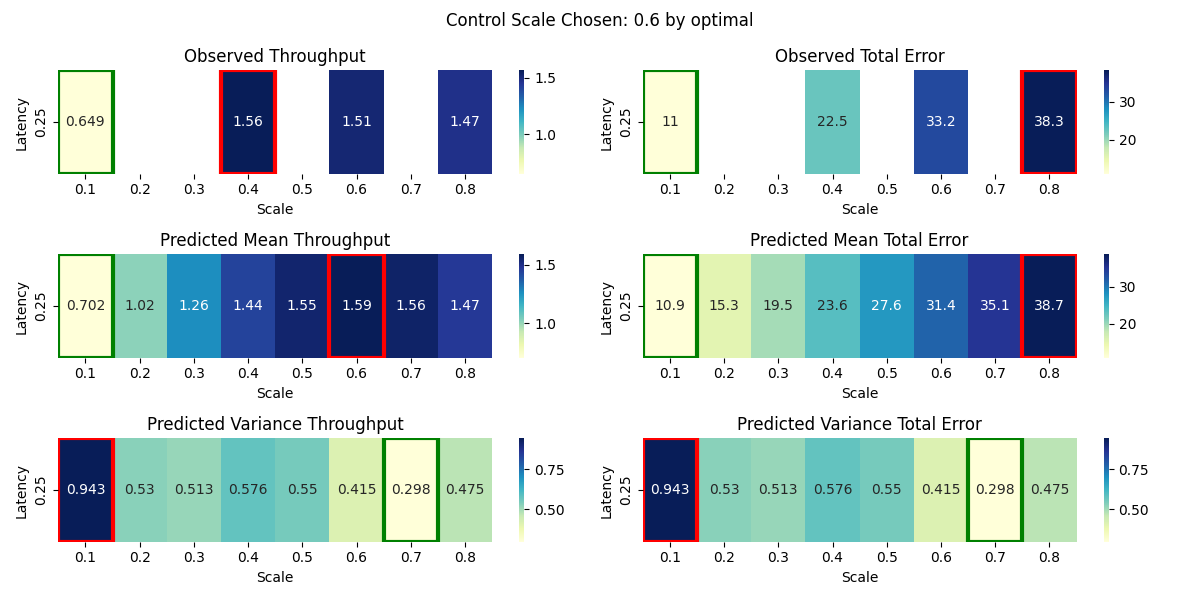 Control Scale Chosen: 0.6 by optimal
Observed Throughput
Latency
0.25
0.649
1.56
1.51
1.47
1.5
1.0
0.1 0.2 0.3 0.4 0.5 0.6 0.7 0.8
Scale
Observed Total Error
Latency
0.25
11
22.5
33.2
38.3
30
20
0.1 0.2 0.3 0.4 0.5 0.6 0.7 0.8
Scale
Predicted Mean Throughput
Latency
0.25
0.702 1.02 1.26 1.44 1.55 1.59 1.56 1.47
1.5
1.0
0.1 0.2 0.3 0.4 0.5 0.6 0.7 0.8
Scale
Predicted Mean Total Error
Latency
0.25
10.9 15.3 19.5 23.6 27.6 31.4 35.1 38.7
30
20
0.1 0.2 0.3 0.4 0.5 0.6 0.7 0.8
Scale
Predicted Variance Throughput
Latency
0.25
0.943 0.53 0.513 0.576 0.55 0.415 0.298 0.475
0.75
0.50
0.1 0.2 0.3 0.4 0.5 0.6 0.7 0.8
Scale
Predicted Variance Total Error
Latency
0.25
0.943 0.53 0.513 0.576 0.55 0.415 0.298 0.475
0.75
0.50
0.1 0.2 0.3 0.4 0.5 0.6 0.7 0.8
Scale